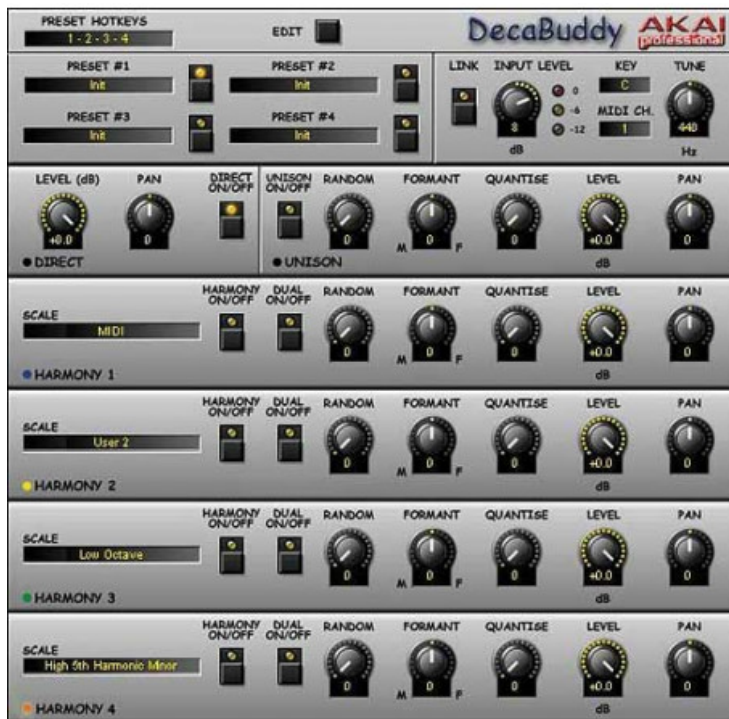 PRESET HOTKEYS
1 - 2 - 3 - 4
EDIT
DecaBuddy
AKAI
professional
PRESET #1
Init
PRESET #2
Init
PRESET #3
Init
PRESET #4
Init
LINK
INPUT LEVEL
8
dB
0
-6
-12
KEY
C
MIDI CH.
1
TUNE
440
Hz
LEVEL (dB)
+0.0
PAN
0
DIRECT ON/OFF
DIRECT
UNISON ON/OFF
RANDOM
0
FORMANT
M 0 F
QUANTISE
0
LEVEL
+0.0
dB
PAN
0
UNISON
SCALE
MIDI
HARMONY ON/OFF
DUAL ON/OFF
RANDOM
0
FORMANT
M 0 F
QUANTISE
0
LEVEL
+0.0
dB
PAN
0
HARMONY 1
SCALE
User 2
HARMONY ON/OFF
DUAL ON/OFF
RANDOM
0
FORMANT
M 0 F
QUANTISE
0
LEVEL
+0.0
dB
PAN
0
HARMONY 2
SCALE
Low Octave
HARMONY ON/OFF
DUAL ON/OFF
RANDOM
0
FORMANT
M 0 F
QUANTISE
0
LEVEL
+0.0
dB
PAN
0
HARMONY 3
SCALE
High 5th Harmonic Minor
HARMONY ON/OFF
DUAL ON/OFF
RANDOM
0
FORMANT
M 0 F
QUANTISE
0
LEVEL
+0.0
dB
PAN
0
HARMONY 4